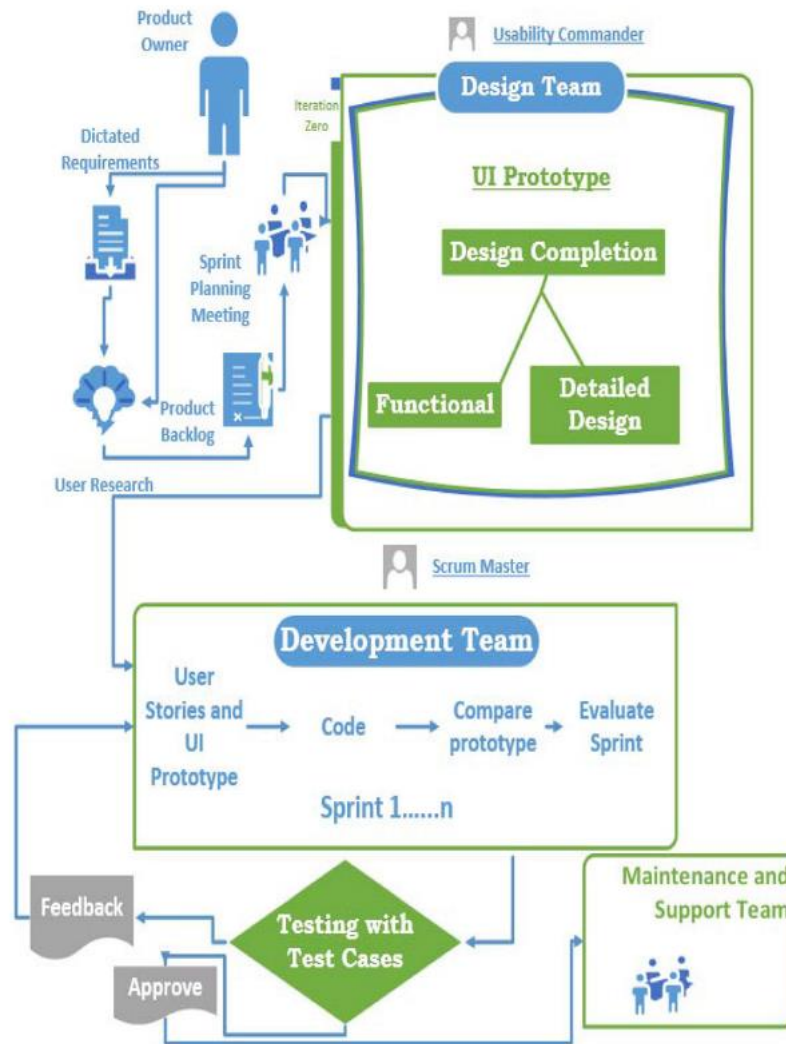 Product
Owner
Usability Commander
Design Team
Iteration
Zero
Dictated
Requirements
UI Prototype
Design Completion
Sprint
Planning
Meeting
Functional
Detailed
Design
Product
Backlog
User Research
Scrum Master
Development Team
User
Stories and
UI
Prototype
Code
Compare
prototype
Evaluate
Sprint
Sprint 1......n
Maintenance and
Support Team
Feedback
Testing with
Test Cases
Approve